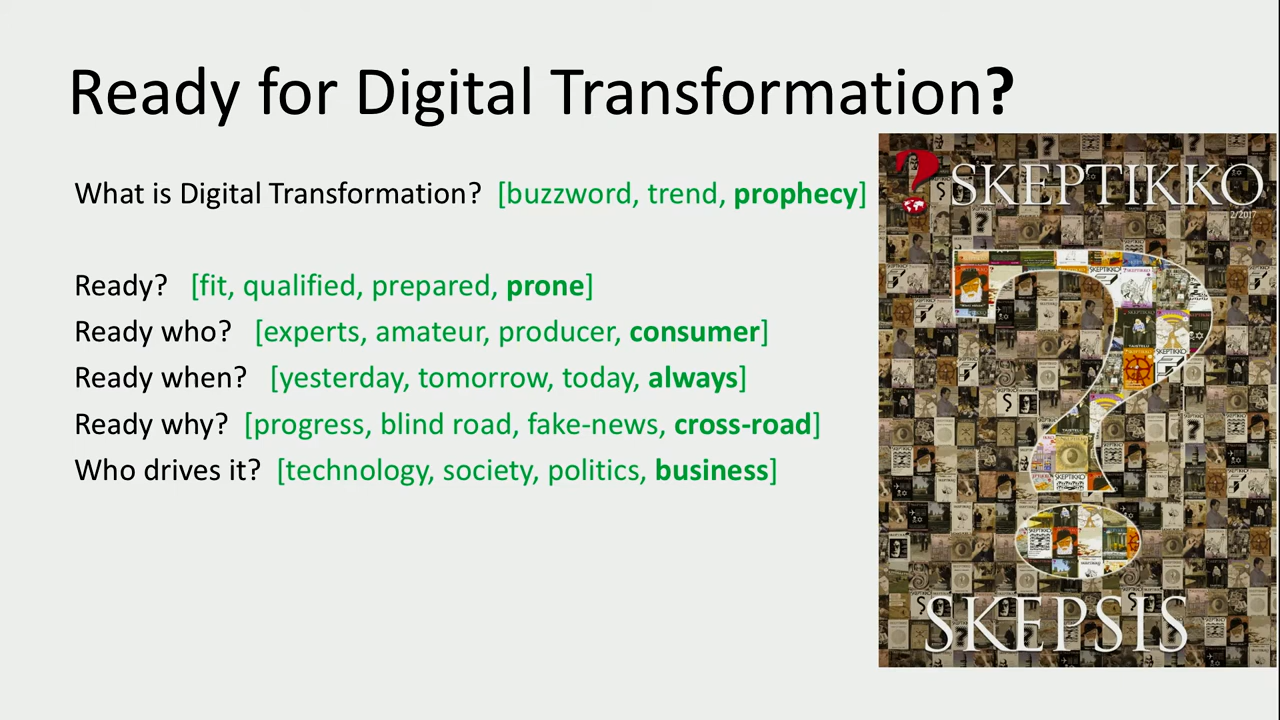 Ready for Digital Transformation?
What is Digital Transformation? [buzzword, trend, prophecy]
Ready? [fit, qualified, prepared, prone]
Ready who? [experts, amateur, producer, consumer]
Ready when? [yesterday, tomorrow, today, always]
Ready why? [progress, blind road, fake-news, cross-road]
Who drives it? [technology, society, politics, business]
? SKEPTIKKO
2/2017
SKEPSIS